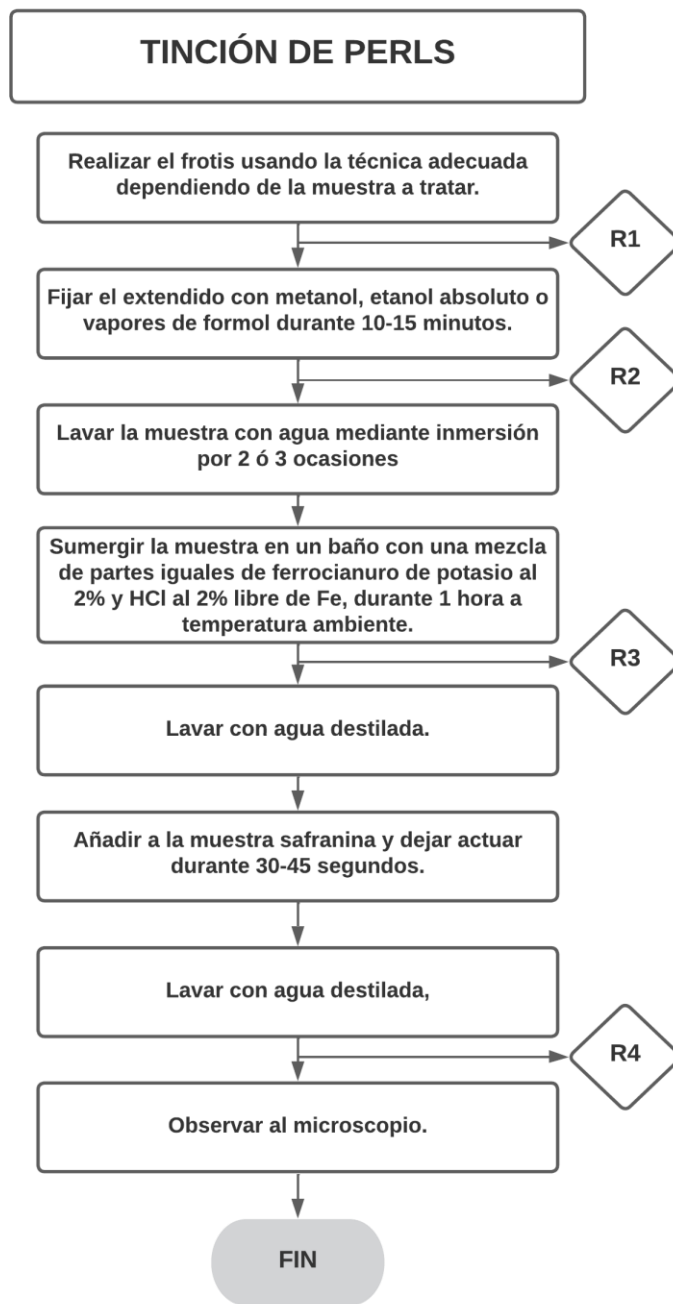 TINCIÓN DE PERLS
Realizar el frotis usando la técnica adecuada
dependiendo de la muestra a tratar.
R1
Fijar el extendido con metanol, etanol absoluto o
vapores de formol durante 10-15 minutos.
R2
Lavar la muestra con agua mediante inmersión
por 2 ó 3 ocasiones
Sumergir la muestra en un baño con una mezcla
de partes iguales de ferrocianuro de potasio al
2% y HCl al 2% libre de Fe, durante 1 hora a
temperatura ambiente.
R3
Lavar con agua destilada.
Añadir a la muestra safranina y dejar actuar
durante 30-45 segundos.
Lavar con agua destilada,
R4
Observar al microscopio.
FIN